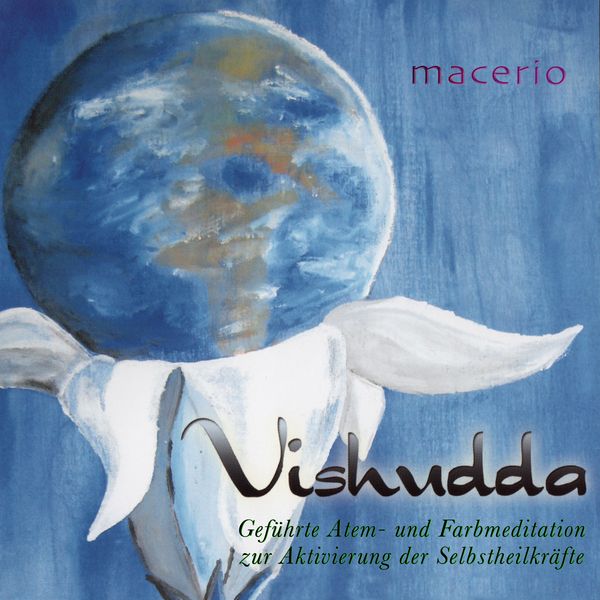 macerio
Vishudda
Geführte Atem- und Farbmeditation
zur Aktivierung der Selbstheilkräfte